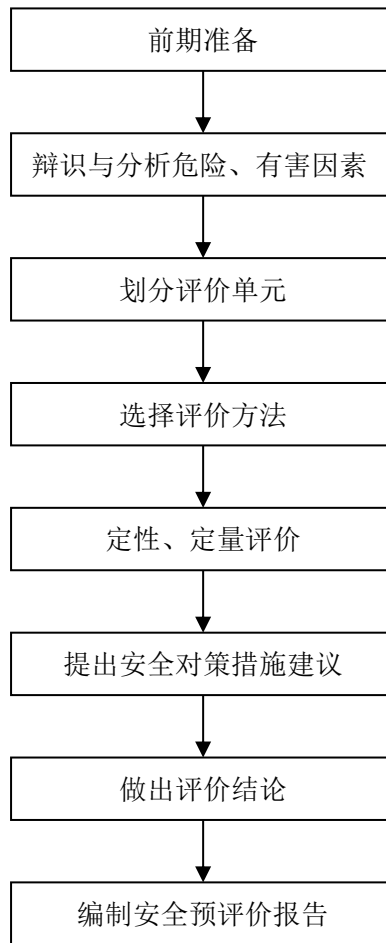 前期准备
辩识与分析危险、有害因素
划分评价单元
选择评价方法
定性、定量评价
提出安全对策措施建议
做出评价结论
编制安全预评价报告